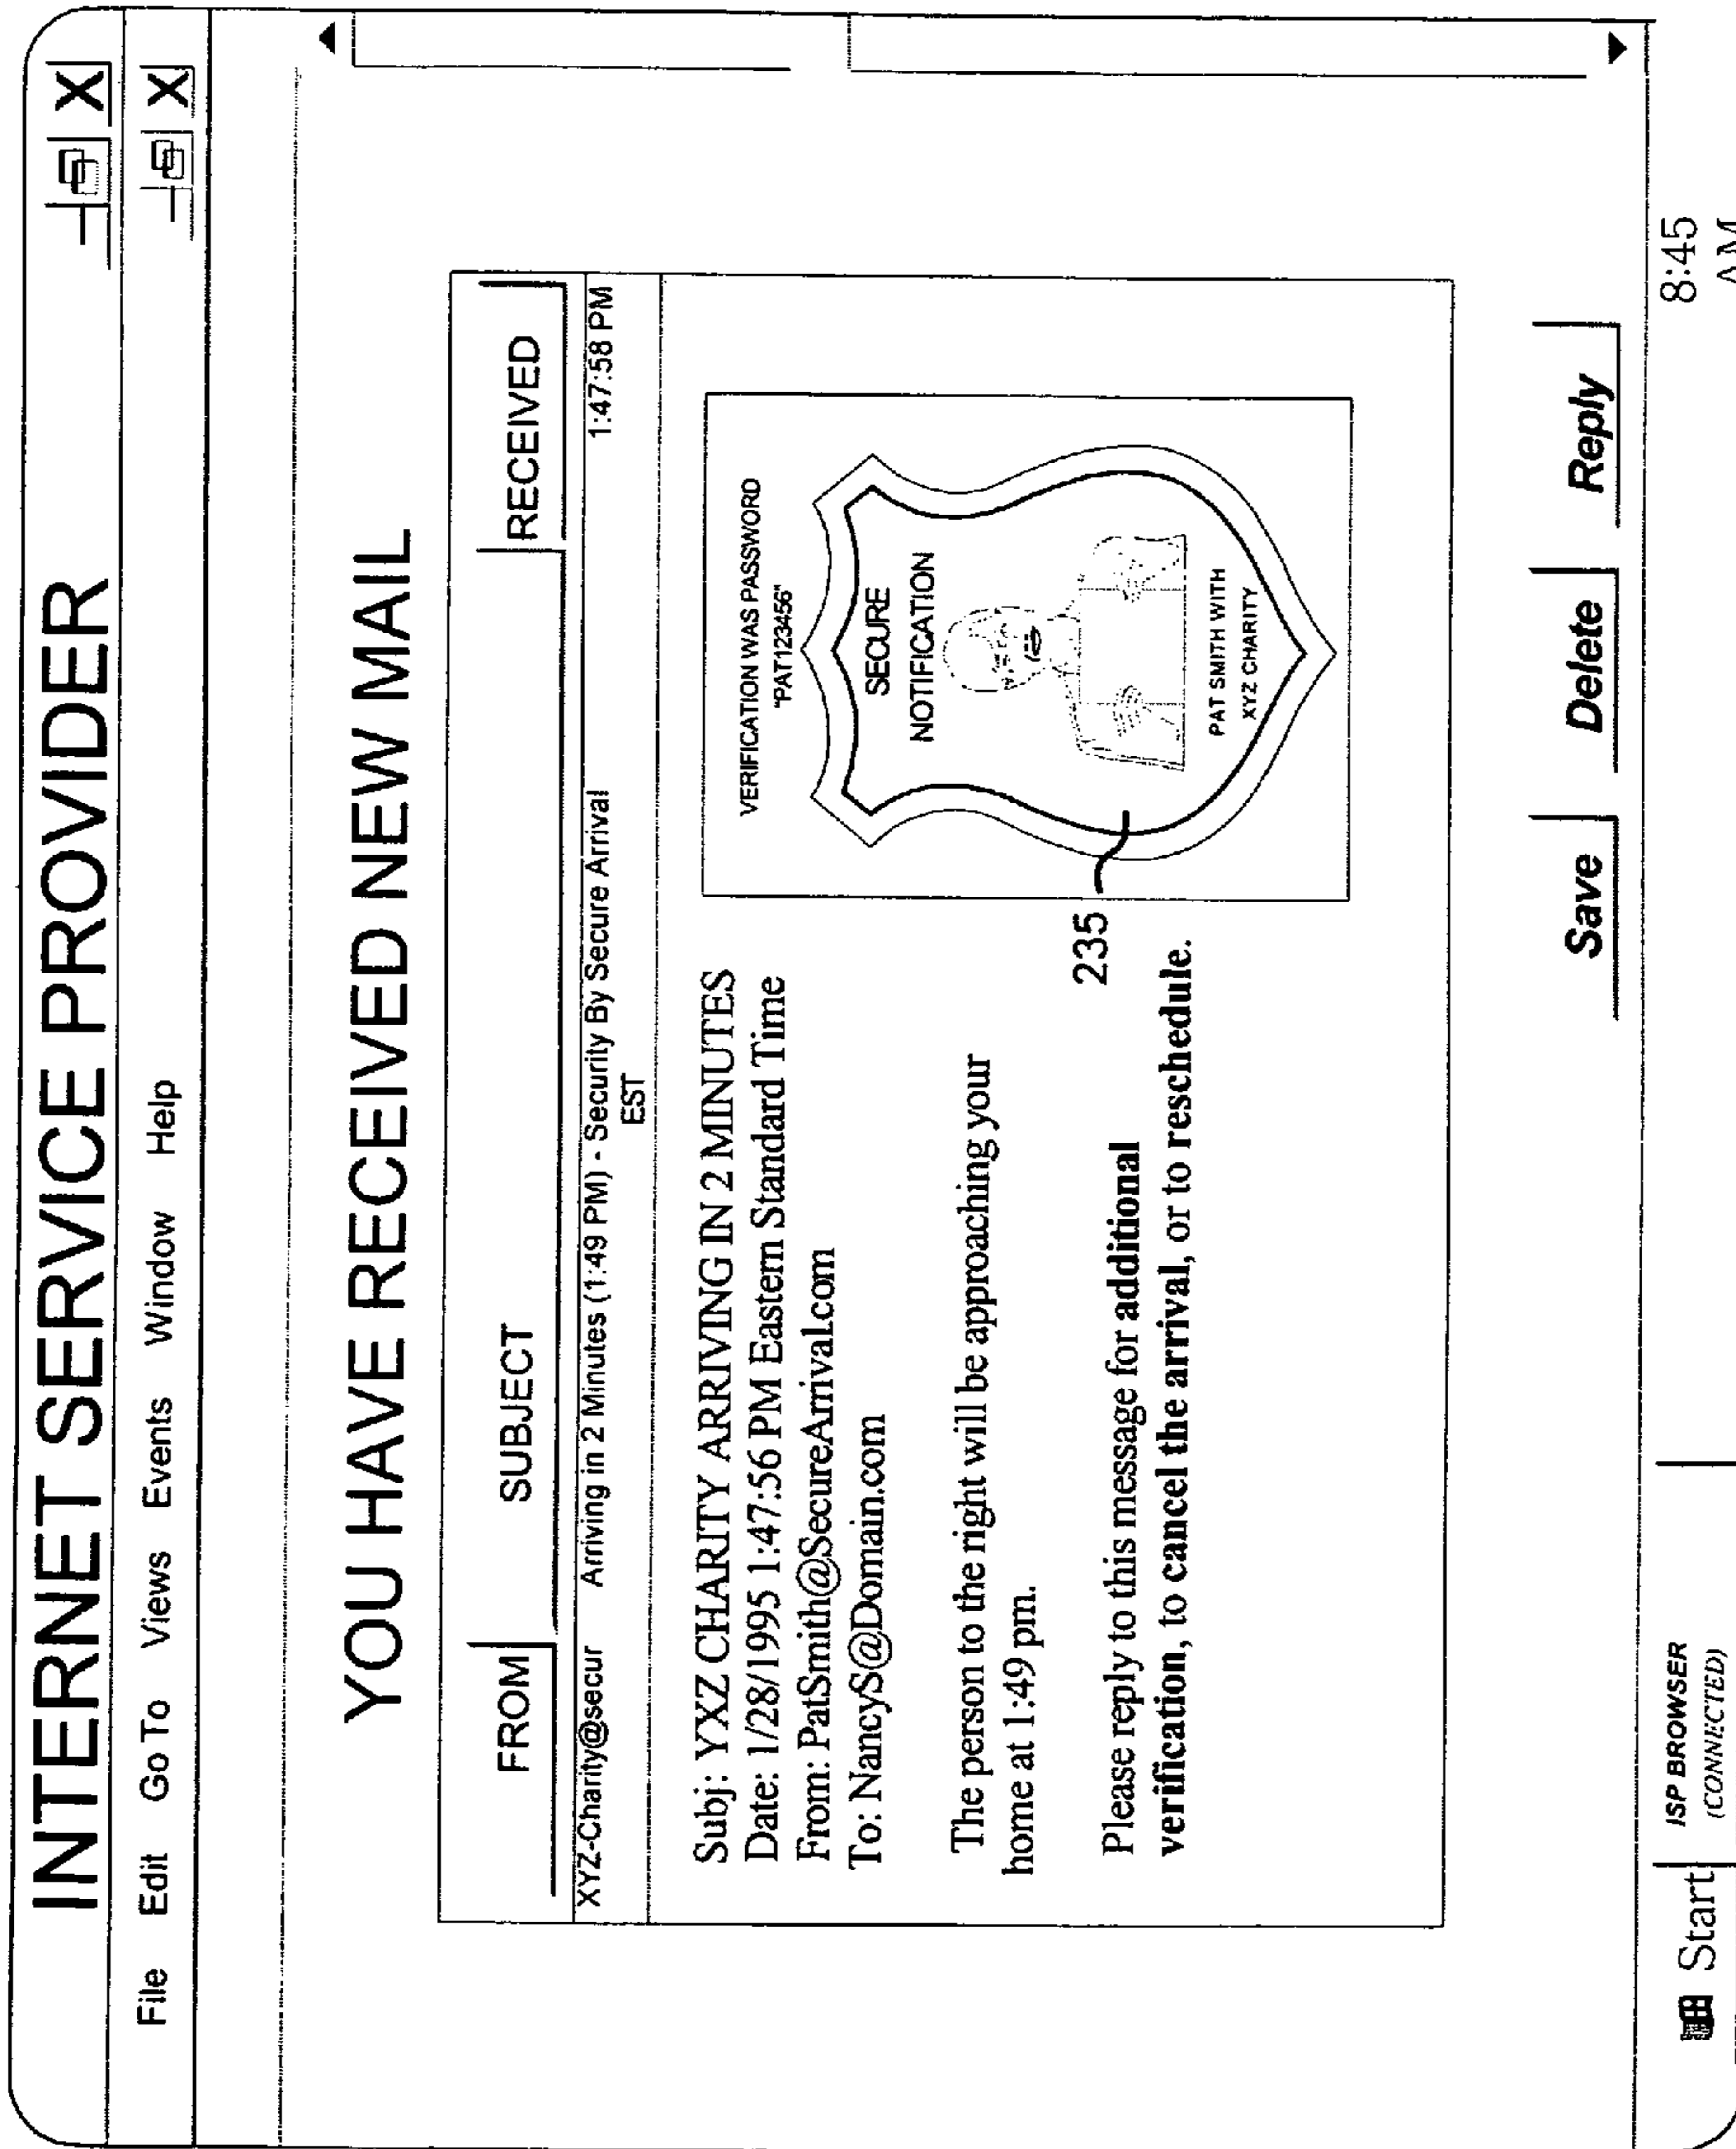 INTERNET SERVICE PROVIDER
X
File Edit Go To Views Events Window Help
X
YOU HAVE RECEIVED NEW MAIL
FROM SUBJECT RECEIVED
XYZ-Charity@secur Arriving in 2 Minutes (1:49 PM) - Security By Secure Arrival 1:47:58 PM
EST
Subj: YXZ CHARITY ARRIVING IN 2 MINUTES
Date: 1/28/1995 1:47:56 PM Eastern Standard Time
From: PatSmith@SecureArrival.com
To: NancyS@Domain.com
The person to the right will be approaching your
home at 1:49 pm.
Please reply to this message for additional
verification, to cancel the arrival, or to reschedule.
VERIFICATION WAS PASSWORD
"PAT123456"
SECURE
NOTIFICATION
PAT SMITH WITH
XYZ CHARITY
235
Save Delete Reply
Start ISP BROWSER
(CONNECTED)
8:45
AM